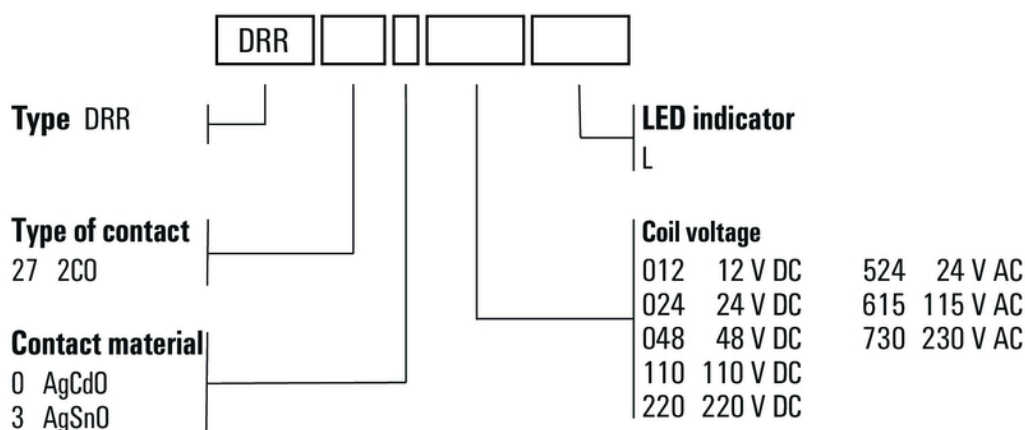 DRR
Type DRR
LED indicator
L
Type of contact
27 2CO
Contact material
0 AgCdO
3 AgSnO
Coil voltage
012 12 V DC 524 24 V AC
024 24 V DC 615 115 V AC
048 48 V DC 730 230 V AC
110 110 V DC
220 220 V DC